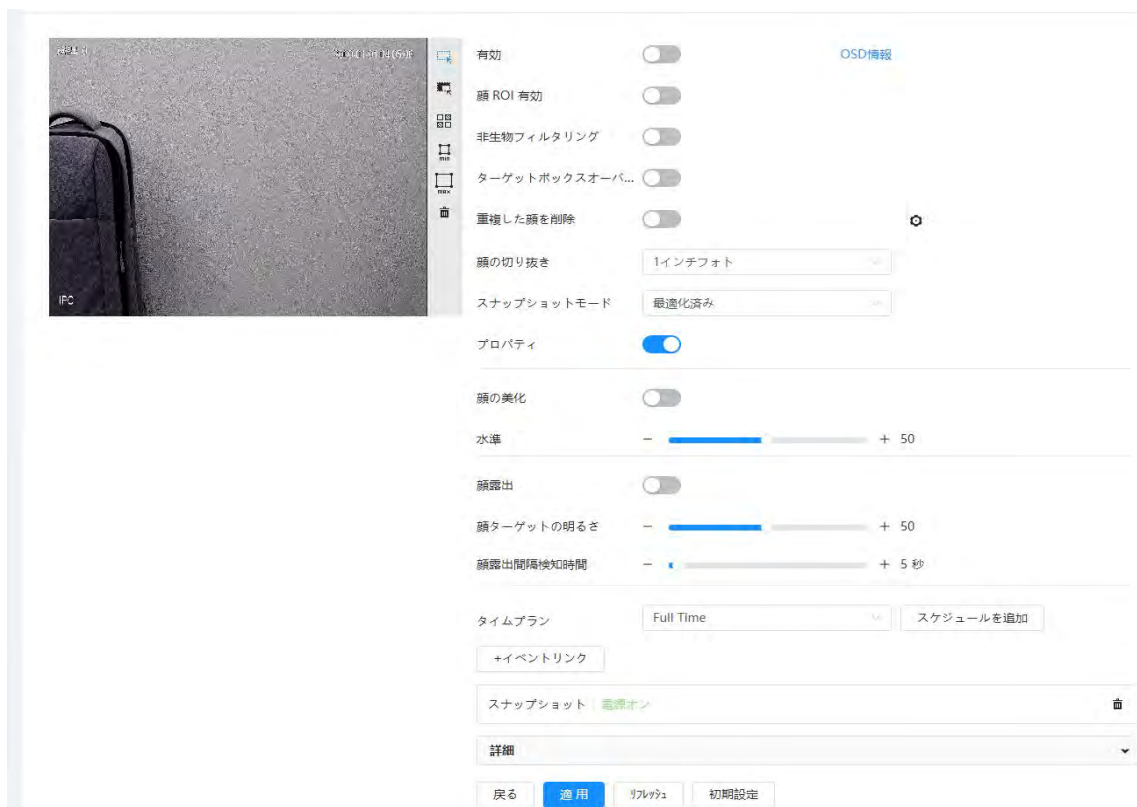 IPC
min
max
有効
OSD情報
顔 ROI 有効
非生物フィルタリング
ターゲットボックスオーバ...
重複した顔を削除
顔の切り抜き 1インチフォト
スナップショットモード 最適化済み
プロパティ
顔の美化
水準 - + 50
顔露出
顔ターゲットの明るさ - + 50
顔露出間隔検知時間 - + 5 秒
タイムプラン Full Time スケジュールを追加
+イベントリンク
スナップショット 電源オン
詳細
戻る 適用 リフレッシュ 初期設定